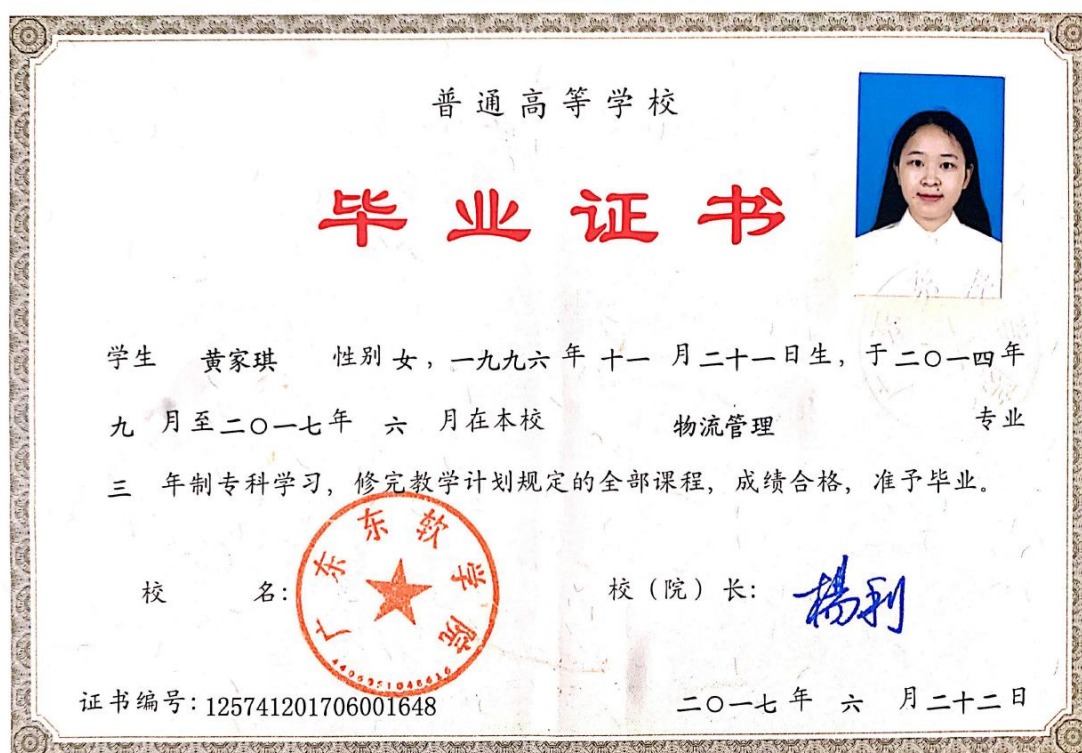 普通高等学校
毕业证书
学生 黄家琪 性别 女，一九九六 年 十一 月 二十一 日生，于 二〇一四 年
九 月至 二〇一七 年 六 月在本校 物流管理 专业
三 年制专科学习，修完教学计划规定的全部课程，成绩合格，准予毕业。
校 名：
广东东软学院
校（院）长：
楊利
证书编号：125741201706001648
二〇一七 年 六 月 二十二 日